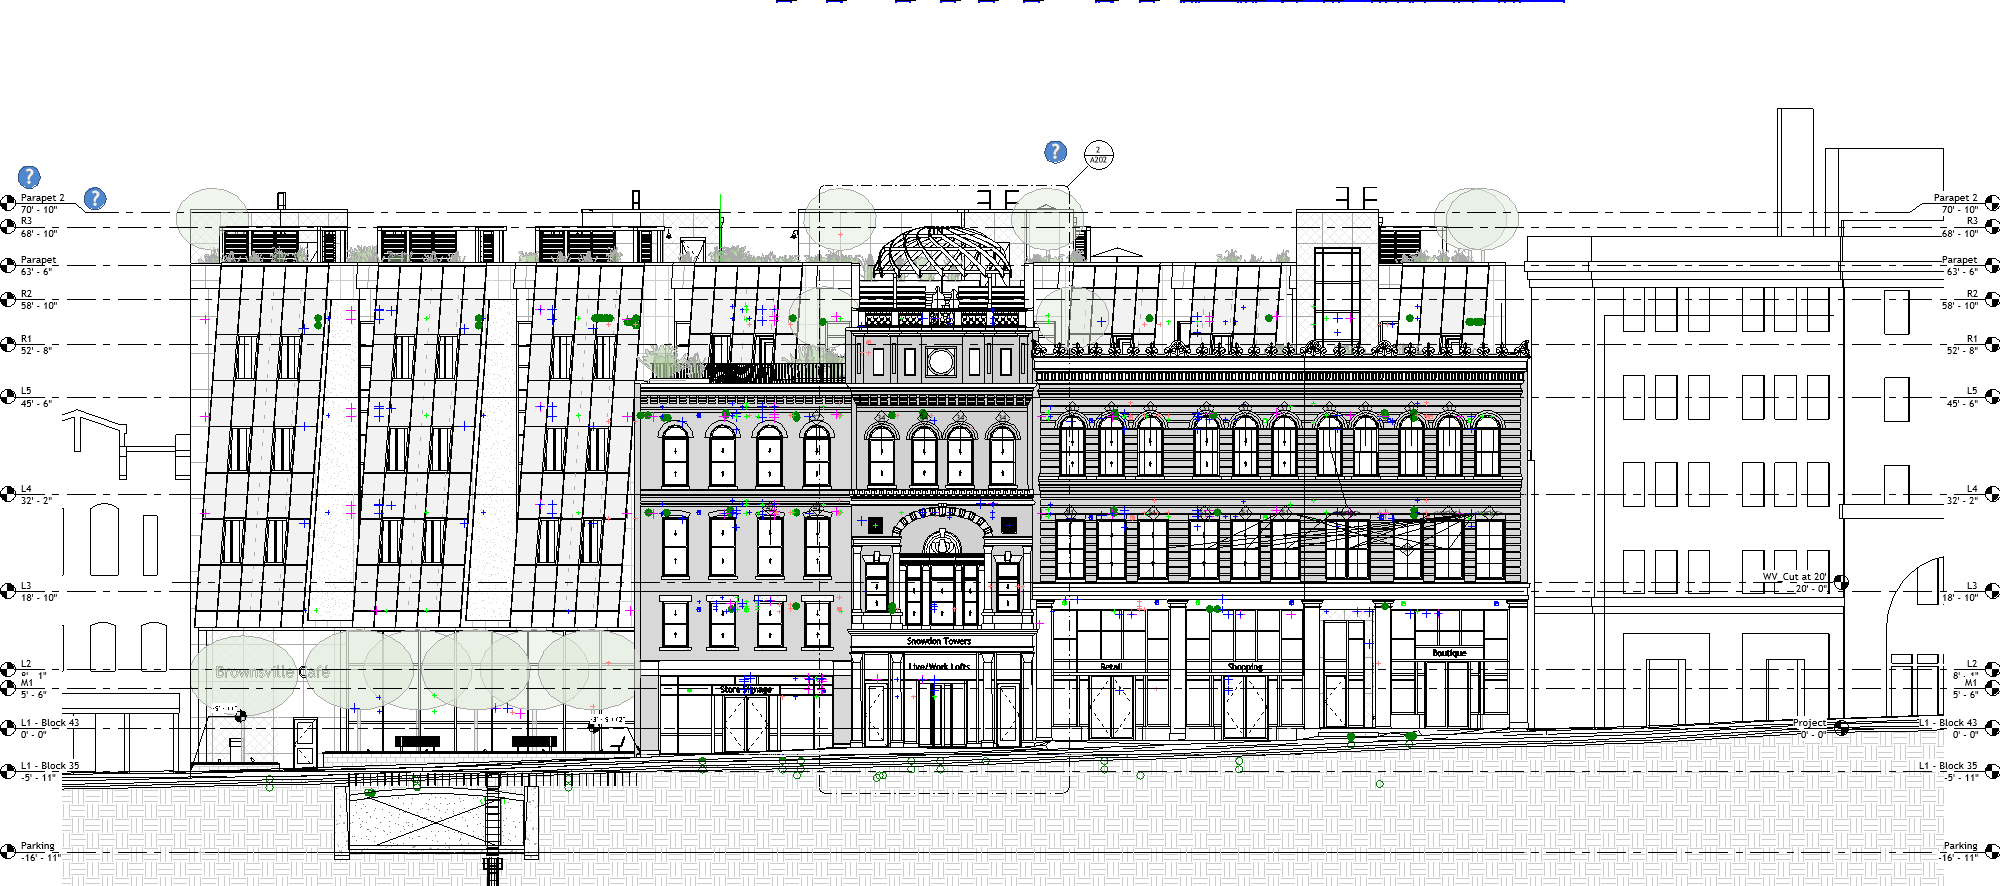 ?
?
?
2
A202
Parapet 2
70' - 10"
R3
68' - 10"
Parapet
63' - 6"
R2
58' - 10"
R1
52' - 8"
L5
45' - 6"
L4
32' - 2"
L3
18' - 10"
L2
8' - 1"
M1
5' - 6"
L1 - Block 43
0' - 0"
L1 - Block 35
-5' - 11"
Parking
-16' - 11"
Brownsville Café
Snowdon Towers
Live/Work Lofts
Store Signage
Retail
Shopping
Boutique
WV_Cut at 20'
20' - 0"
Project
0' - 0"
Parapet 2
70' - 10"
R3
68' - 10"
Parapet
63' - 6"
R2
58' - 10"
R1
52' - 8"
L5
45' - 6"
L4
32' - 2"
L3
18' - 10"
L2
8' - 1"
M1
5' - 6"
L1 - Block 43
0' - 0"
L1 - Block 35
-5' - 11"
Parking
-16' - 11"